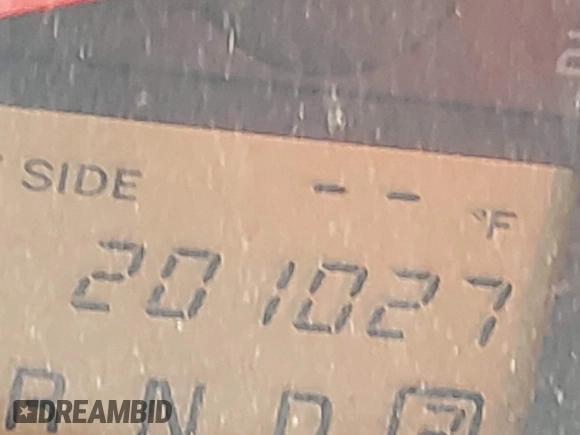 SIDE -- °F
201027
R N D P
DREAMBID